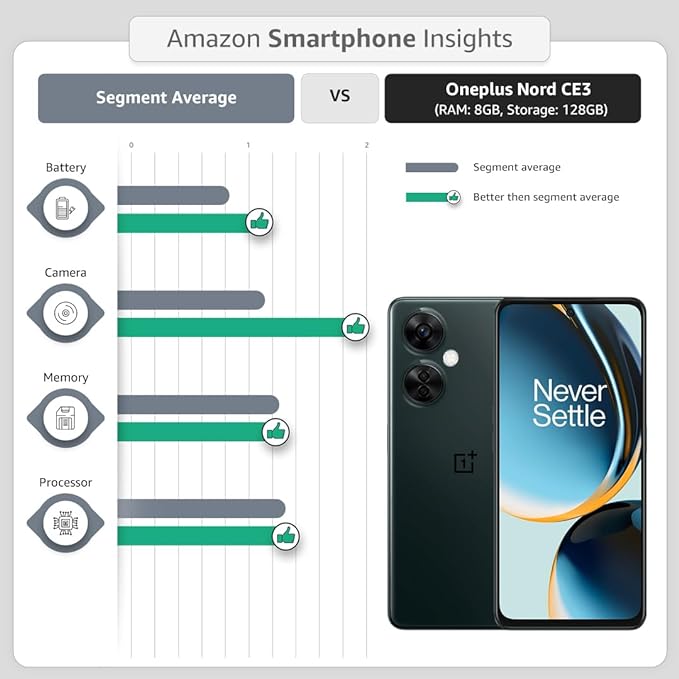 Amazon Smartphone Insights
Segment Average
VS
Oneplus Nord CE3
(RAM: 8GB, Storage: 128GB)
0 1 2
Segment average
Better then segment average
Battery
Camera
Memory
Processor
Never
Settle
1+